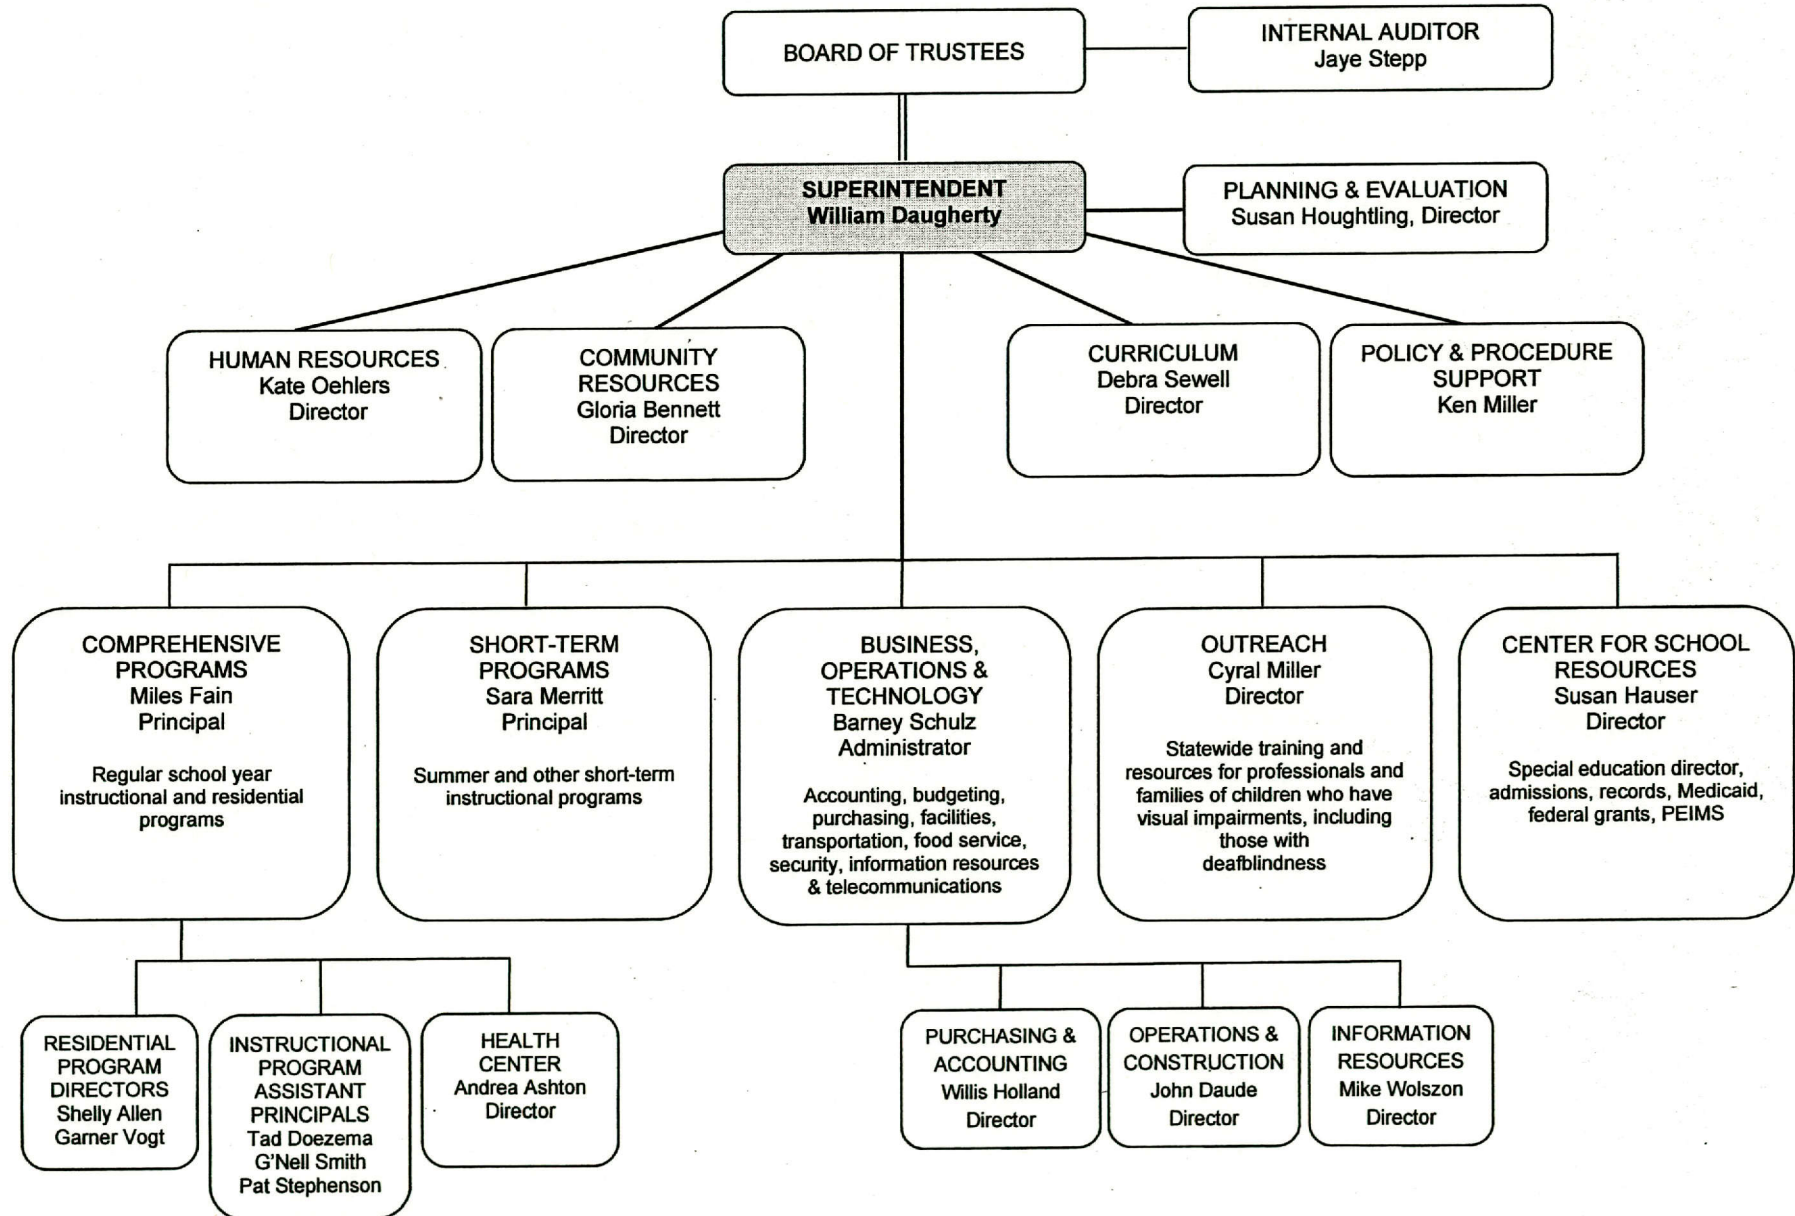 BOARD OF TRUSTEES
INTERNAL AUDITOR
Jaye Stepp
SUPERINTENDENT
William Daugherty
PLANNING & EVALUATION
Susan Houghtling, Director
HUMAN RESOURCES
Kate Oehlers
Director
COMMUNITY
RESOURCES
Gloria Bennett
Director
CURRICULUM
Debra Sewell
Director
POLICY & PROCEDURE
SUPPORT
Ken Miller
COMPREHENSIVE
PROGRAMS
Miles Fain
Principal
Regular school year
instructional and residential
programs
SHORT-TERM
PROGRAMS
Sara Merritt
Principal
Summer and other short-term
instructional programs
BUSINESS,
OPERATIONS &
TECHNOLOGY
Barney Schulz
Administrator
Accounting, budgeting,
purchasing, facilities,
transportation, food service,
security, information resources
& telecommunications
OUTREACH
Cyral Miller
Director
Statewide training and
resources for professionals and
families of children who have
visual impairments, including
those with
deafblindness
CENTER FOR SCHOOL
RESOURCES
Susan Hauser
Director
Special education director,
admissions, records, Medicaid,
federal grants, PEIMS
RESIDENTIAL
PROGRAM
DIRECTORS
Shelly Allen
Garner Vogt
INSTRUCTIONAL
PROGRAM
ASSISTANT
PRINCIPALS
Tad Doezema
G'Nell Smith
Pat Stephenson
HEALTH
CENTER
Andrea Ashton
Director
PURCHASING &
ACCOUNTING
Willis Holland
Director
OPERATIONS &
CONSTRUCTION
John Daude
Director
INFORMATION
RESOURCES
Mike Wolszon
Director